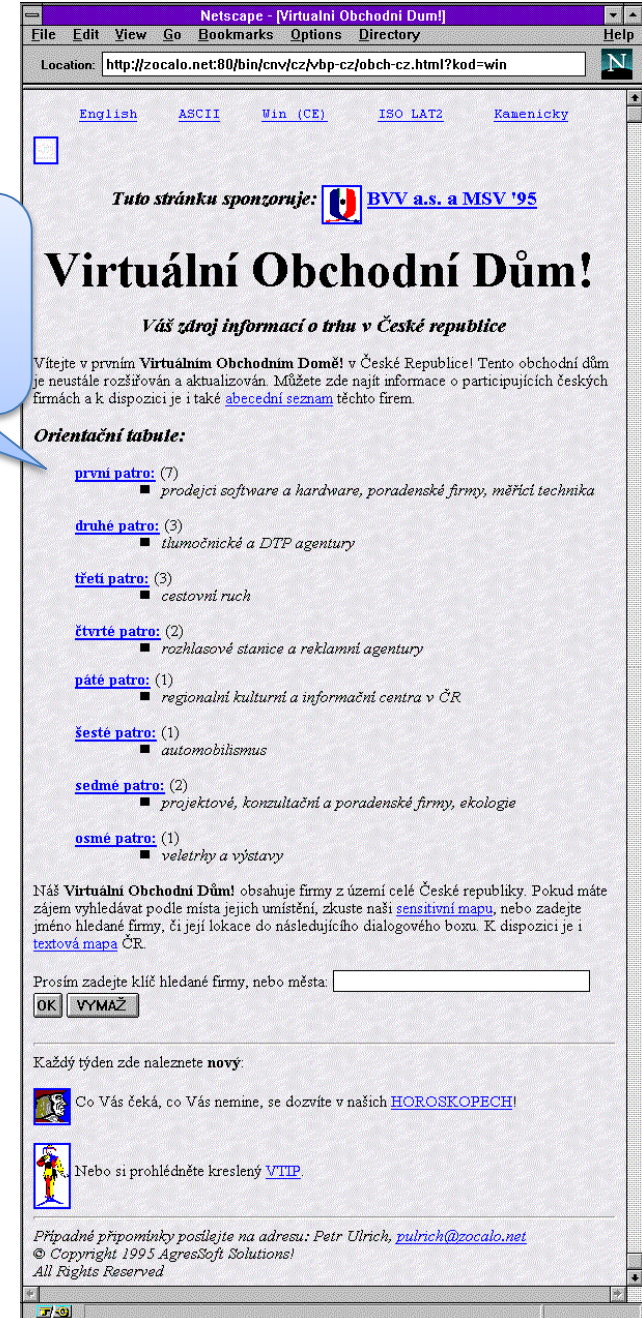 Netscape - [Virtualni Obchodni Dum!]
File Edit View Go Bookmarks Options Directory Help
Location: http://zocalo.net:80/bin/cnv/cz/vbp-cz/obch-cz.html?kod=win
N
English ASCII Win (CE) ISO LAT2 Kamenicky
Tuto stránku sponzoruje: BVV a.s. a MSV '95
Virtuální Obchodní Dům!
Váš zdroj informací o trhu v České republice
Vítejte v prvním Virtuálním Obchodním Domě! v České Republice! Tento obchodní dům
je neustále rozšiřován a aktualizován. Můžete zde najít informace o participujících českých
firmách a k dispozici je i také abecední seznam těchto firem.
Orientační tabule:
první patro: (7)
prodejci software a hardware, poradenské firmy, měřící technika
druhé patro: (3)
tlumočnické a DTP agentury
třetí patro: (3)
cestovní ruch
čtvrté patro: (2)
rozhlasové stanice a reklamní agentury
páté patro: (1)
regionalní kulturní a informační centra v ČR
šesté patro: (1)
automobilismus
sedmé patro: (2)
projektové, konzultační a poradenské firmy, ekologie
osmé patro: (1)
veletrhy a výstavy
Náš Virtuální Obchodní Dům! obsahuje firmy z území celé České republiky. Pokud máte
zájem vyhledávat podle místa jejich umístění, zkuste naši sensitivní mapu, nebo zadejte
jméno hledané firmy, či její lokace do následujícího dialogového boxu. K dispozici je i
textová mapa ČR.
Prosím zadejte klíč hledané firmy, nebo města:
OK VYMAŽ
Každý týden zde naleznete nový:
Co Vás čeká, co Vás nemine, se dozvíte v našich HOROSKOPECH!
Nebo si prohlédněte kreslený VTIP.
Případné připomínky posílejte na adresu: Petr Ulrich, pulrich@zocalo.net
© Copyright 1995 AgresSoft Solutions!
All Rights Reserved